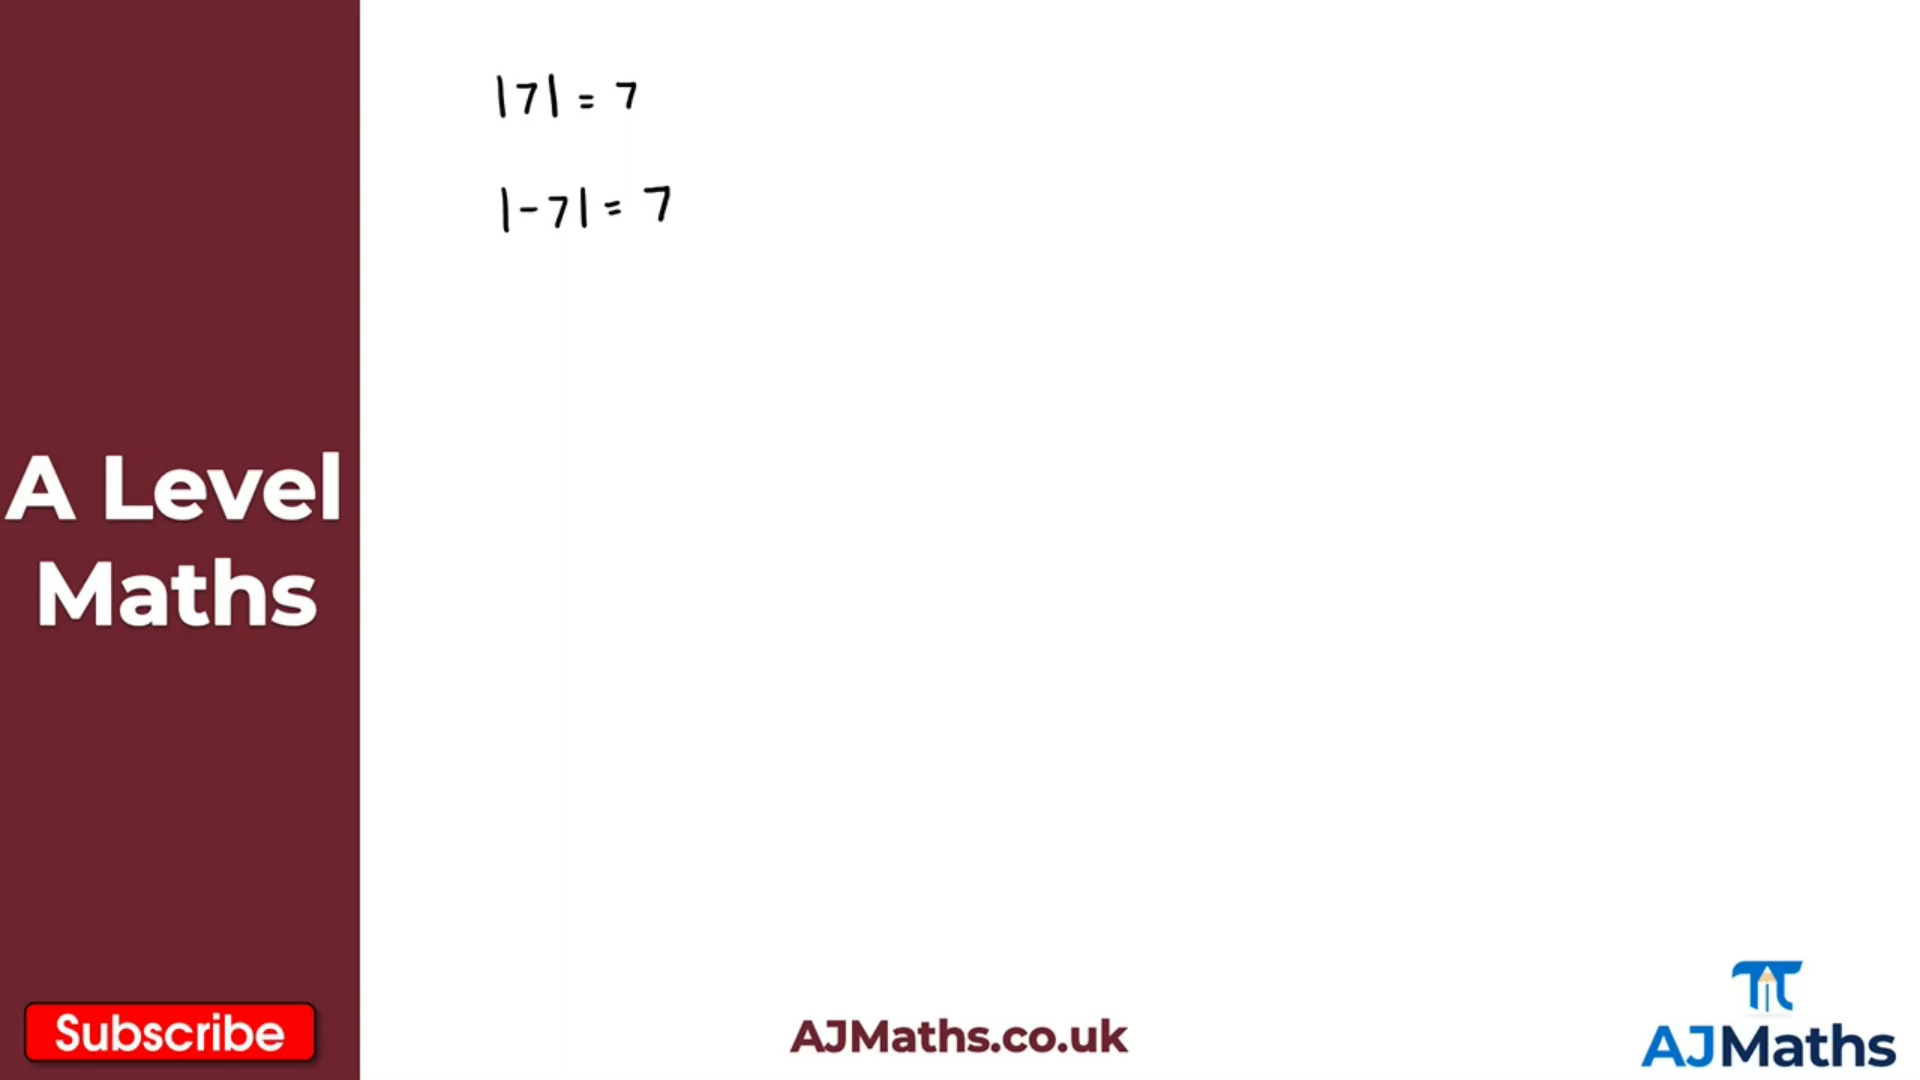 |7| = 7
|-7| = 7
A Level
Maths
Subscribe
AJMaths.co.uk
AJMaths